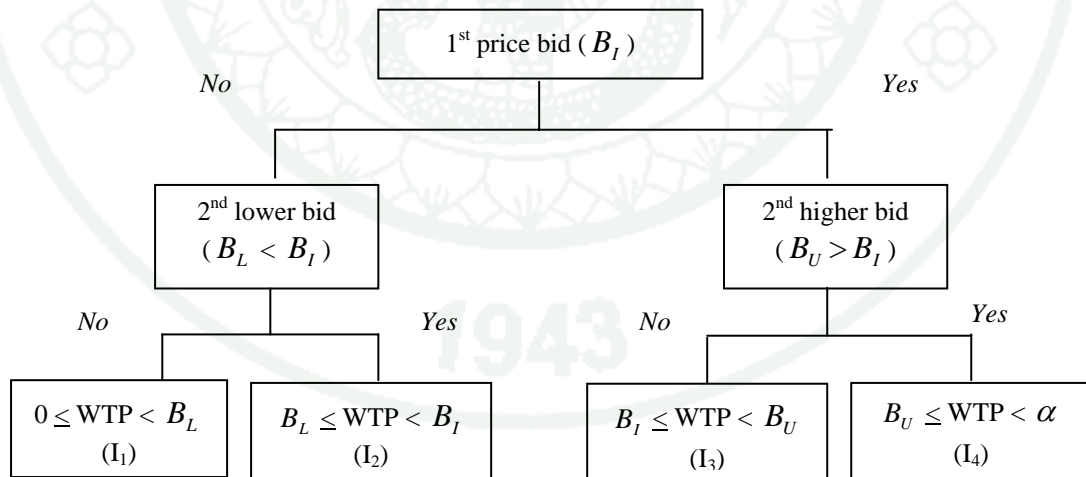 1st price bid ( B_I )
No
Yes
2nd lower bid
( B_L < B_I )
2nd higher bid
( B_U > B_I )
No
Yes
No
Yes
0 ≤ WTP < B_L
(I₁)
B_L ≤ WTP < B_I
(I₂)
B_I ≤ WTP < B_U
(I₃)
B_U ≤ WTP < α
(I₄)
1943